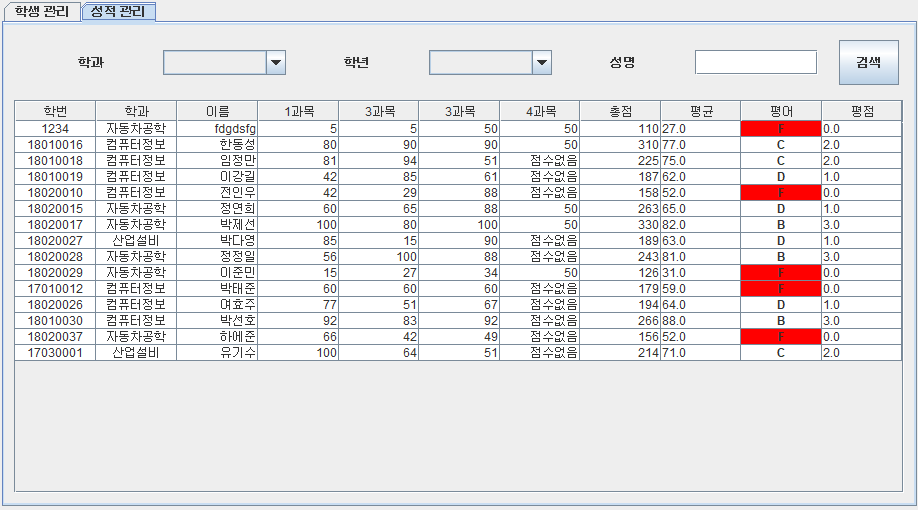 학생 관리 성적 관리
학과 학년 성명 검색
학번 학과 이름 1과목 3과목 3과목 4과목 총점 평균 평어 평점
1234 자동차공학 fdgdsfg 5 5 50 50 110 27.0 F 0.0
18010016 컴퓨터정보 한동성 80 90 90 50 310 77.0 C 2.0
18010018 컴퓨터정보 임정만 81 94 51 점수없음 225 75.0 C 2.0
18010019 컴퓨터정보 이강길 42 85 61 점수없음 187 62.0 D 1.0
18020010 컴퓨터정보 전인우 42 29 88 점수없음 158 52.0 F 0.0
18020015 자동차공학 정연희 60 65 88 50 263 65.0 D 1.0
18020017 자동차공학 박제선 100 80 100 50 330 82.0 B 3.0
18020027 산업설비 박다영 85 15 90 점수없음 189 63.0 D 1.0
18020028 자동차공학 정정일 56 100 88 점수없음 243 81.0 B 3.0
18020029 자동차공학 이준민 15 27 34 50 126 31.0 F 0.0
17010012 컴퓨터정보 박태준 60 60 60 점수없음 179 59.0 F 0.0
18020026 컴퓨터정보 여효주 77 51 67 점수없음 194 64.0 D 1.0
18010030 컴퓨터정보 박선호 92 83 92 점수없음 266 88.0 B 3.0
18020037 자동차공학 하예준 66 42 49 점수없음 156 52.0 F 0.0
17030001 산업설비 유기수 100 64 51 점수없음 214 71.0 C 2.0